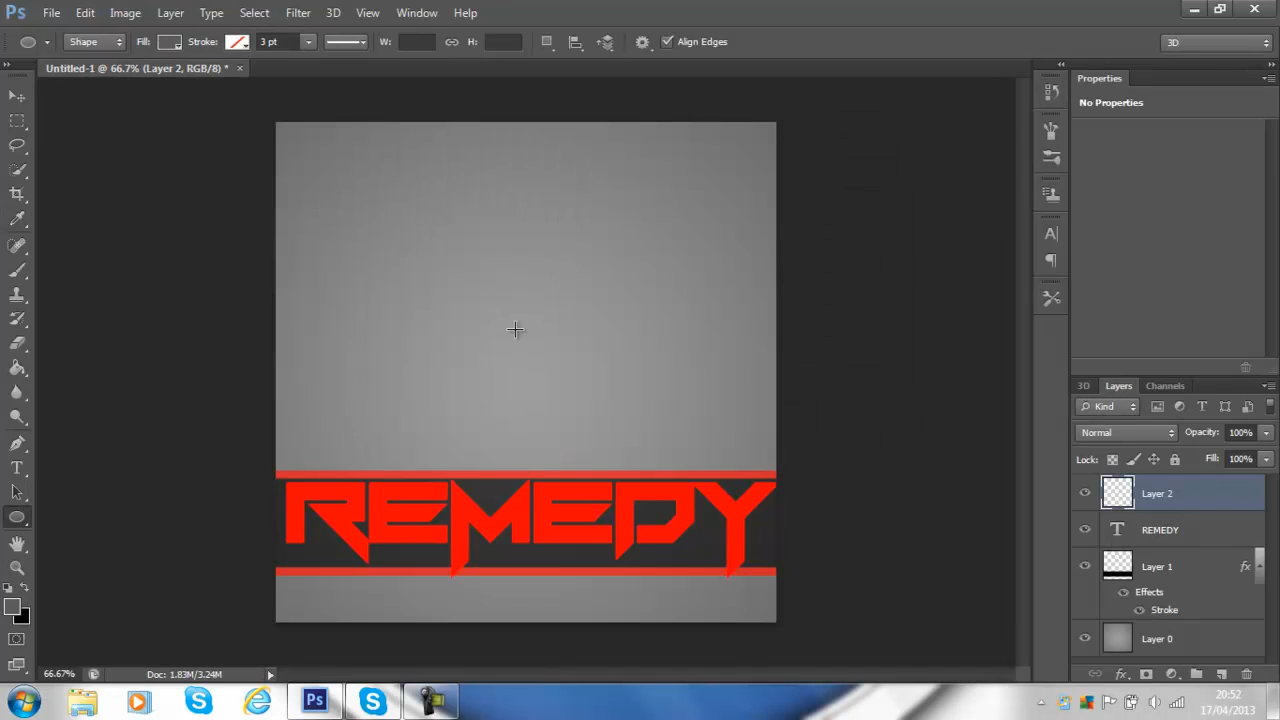 Ps File Edit Image Layer Type Select Filter 3D View Window Help
Shape Fill: Stroke: 3 pt W: H: Align Edges 3D
Untitled-1 @ 66.7% (Layer 2, RGB/8) * ×
Properties
No Properties
REMEDY
3D Layers Channels
Kind
Normal Opacity: 100%
Lock: Fill: 100%
Layer 2
T REMEDY
Layer 1 fx
Effects
Stroke
Layer 0
66.67% Doc: 1.83M/3.24M
20:52
17/04/2013